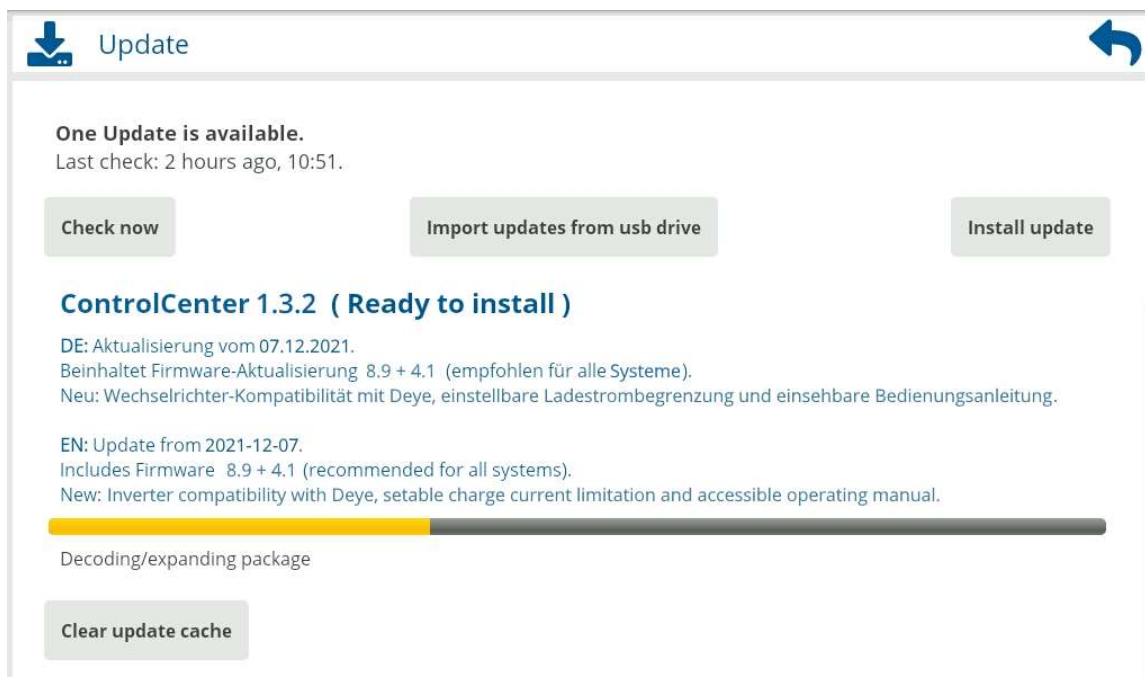 Update
One Update is available.
Last check: 2 hours ago, 10:51.
Check now
Import updates from usb drive
Install update
ControlCenter 1.3.2 ( Ready to install )
DE: Aktualisierung vom 07.12.2021.
Beinhaltet Firmware-Aktualisierung 8.9 + 4.1 (empfohlen für alle Systeme).
Neu: Wechselrichter-Kompatibilität mit Deye, einstellbare Ladestrombegrenzung und einsehbare Bedienungsanleitung.
EN: Update from 2021-12-07.
Includes Firmware 8.9 + 4.1 (recommended for all systems).
New: Inverter compatibility with Deye, setable charge current limitation and accessible operating manual.
Decoding/expanding package
Clear update cache